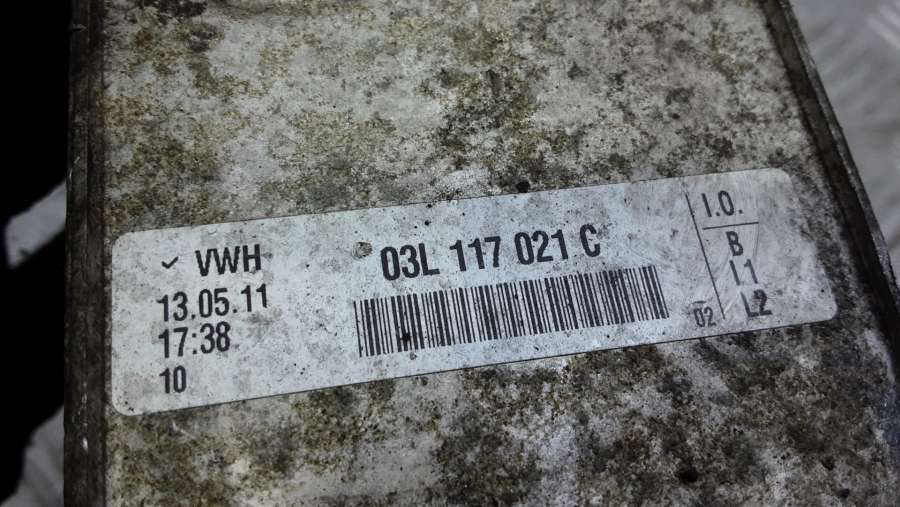 ✓ VWH
13.05.11
17:38
10
03L 117 021 C
02
I.O.
B
I1
L2